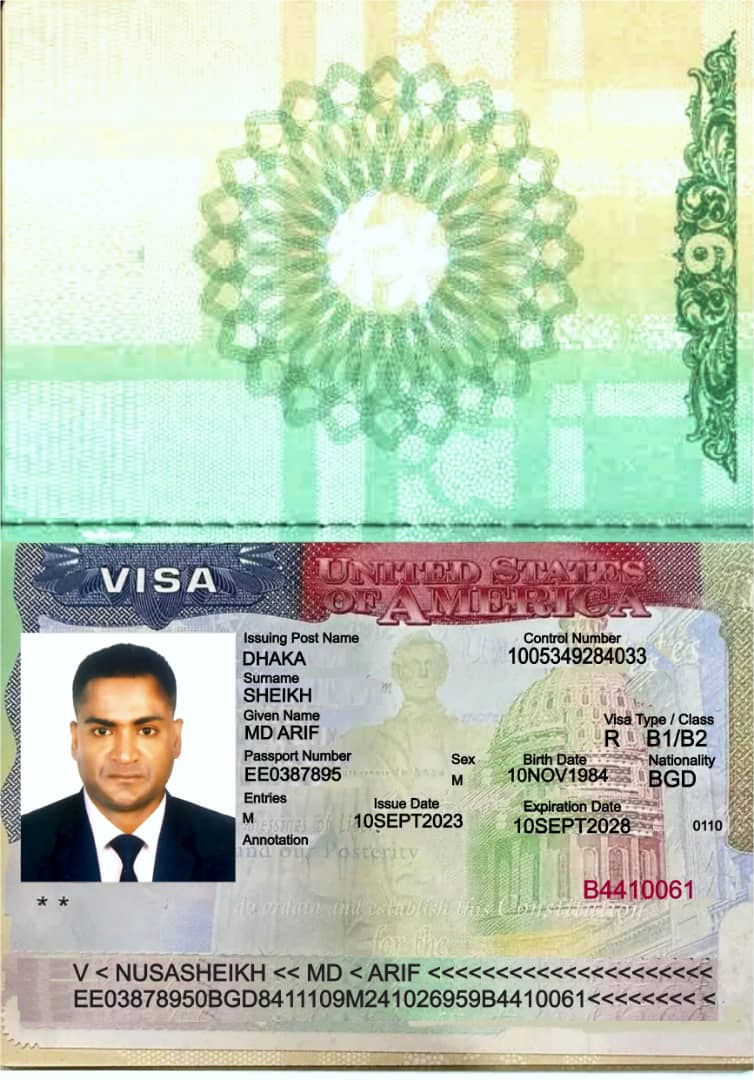 9
VISA
UNITED STATES
OF AMERICA
Issuing Post Name
DHAKA
Control Number
1005349284033
Surname
SHEIKH
Given Name
MD ARIF
Visa Type / Class
R B1/B2
Passport Number
EE0387895
Sex
M
Birth Date
10NOV1984
Nationality
BGD
Entries
M
Issue Date
10SEPT2023
Expiration Date
10SEPT2028
0110
Annotation
and our Posterity
B4410061
* *
do ordain and establish this Constitution
for the
V < NUSASHEIKH << MD < ARIF <<<<<<<<<<<<<<<<<<<<<
EE03878950BGD8411109M241026959B4410061<<<<<<<< <